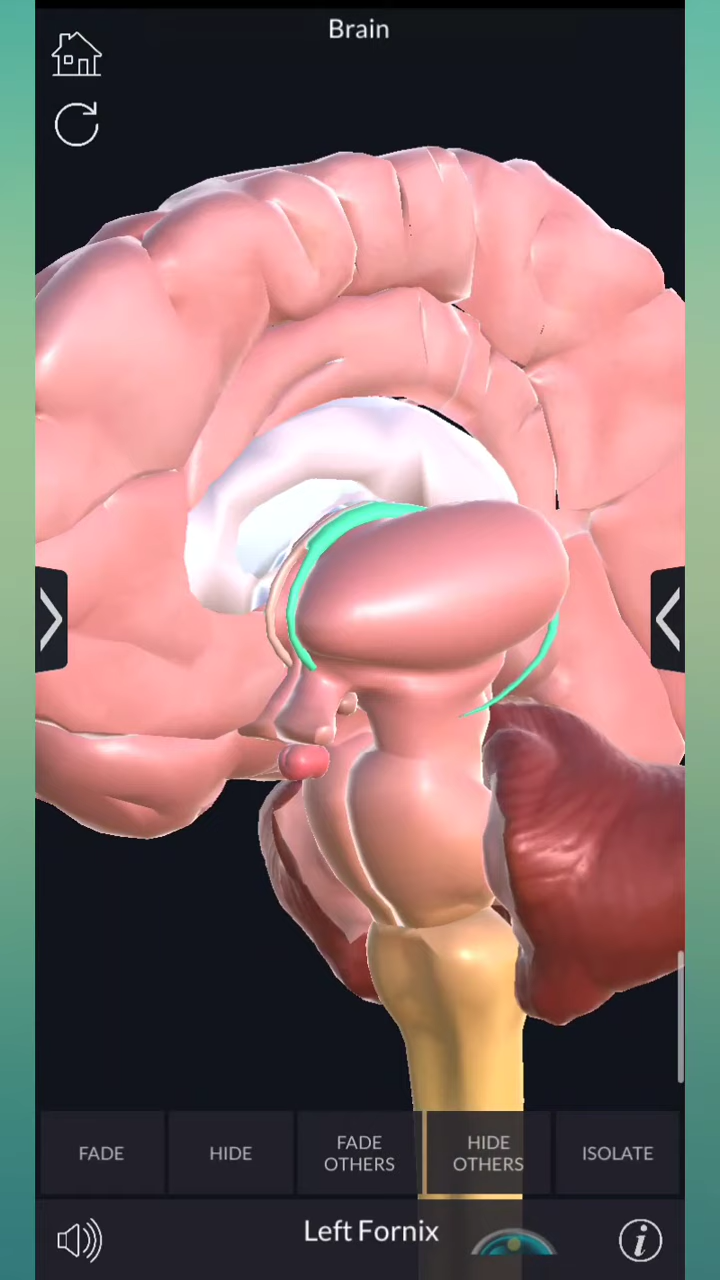 Brain
FADE
HIDE
FADE
OTHERS
HIDE
OTHERS
ISOLATE
Left Fornix
i